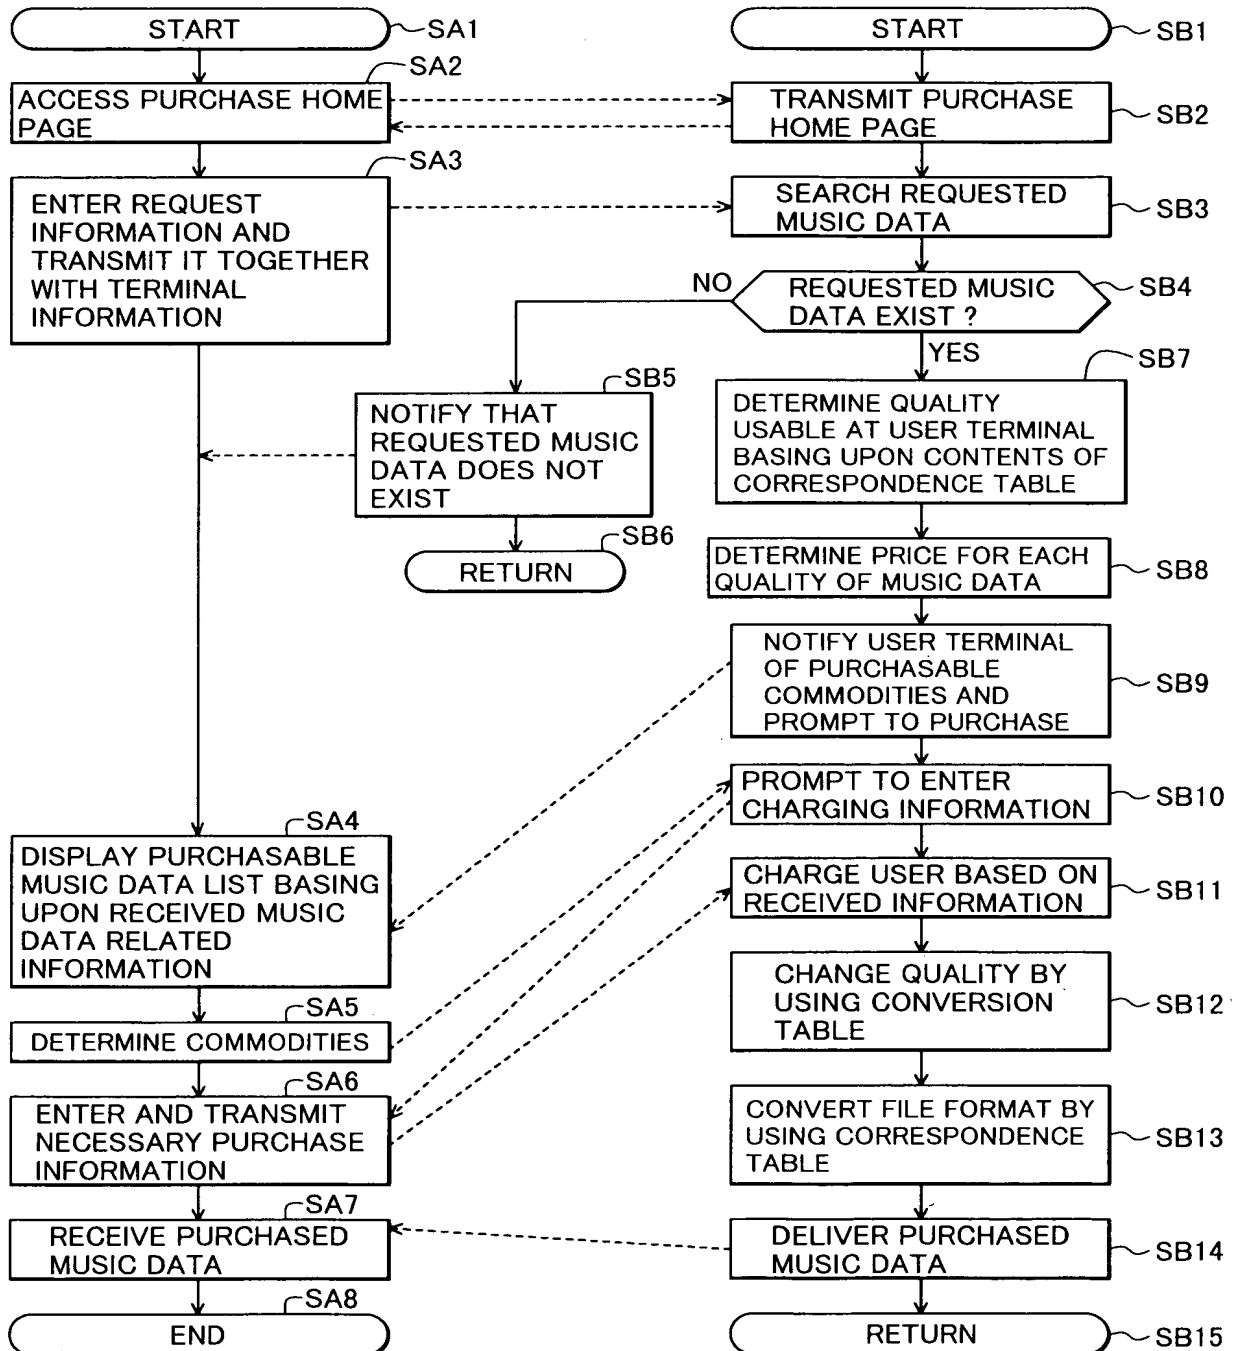 START
SA1
SA2
ACCESS PURCHASE HOME
PAGE
SA3
ENTER REQUEST
INFORMATION AND
TRANSMIT IT TOGETHER
WITH TERMINAL
INFORMATION
SA4
DISPLAY PURCHASABLE
MUSIC DATA LIST BASING
UPON RECEIVED MUSIC
DATA RELATED
INFORMATION
SA5
DETERMINE COMMODITIES
SA6
ENTER AND TRANSMIT
NECESSARY PURCHASE
INFORMATION
SA7
RECEIVE PURCHASED
MUSIC DATA
SA8
END
START
SB1
TRANSMIT PURCHASE
HOME PAGE
SB2
SEARCH REQUESTED
MUSIC DATA
SB3
REQUESTED MUSIC
DATA EXIST ?
SB4
NO
YES
SB5
NOTIFY THAT
REQUESTED MUSIC
DATA DOES NOT
EXIST
SB6
RETURN
SB7
DETERMINE QUALITY
USABLE AT USER TERMINAL
BASING UPON CONTENTS OF
CORRESPONDENCE TABLE
DETERMINE PRICE FOR EACH
QUALITY OF MUSIC DATA
SB8
NOTIFY USER TERMINAL
OF PURCHASABLE
COMMODITIES AND
PROMPT TO PURCHASE
SB9
PROMPT TO ENTER
CHARGING INFORMATION
SB10
CHARGE USER BASED ON
RECEIVED INFORMATION
SB11
CHANGE QUALITY BY
USING CONVERSION
TABLE
SB12
CONVERT FILE FORMAT BY
USING CORRESPONDENCE
TABLE
SB13
DELIVER PURCHASED
MUSIC DATA
SB14
RETURN
SB15